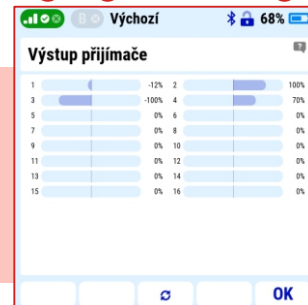 B Výchozí 68%
Výstup přijímače
1 -12% 2 100%
3 -100% 4 70%
5 0% 6 0%
7 0% 8 0%
9 0% 10 0%
11 0% 12 0%
13 0% 14 0%
15 0% 16 0%
OK